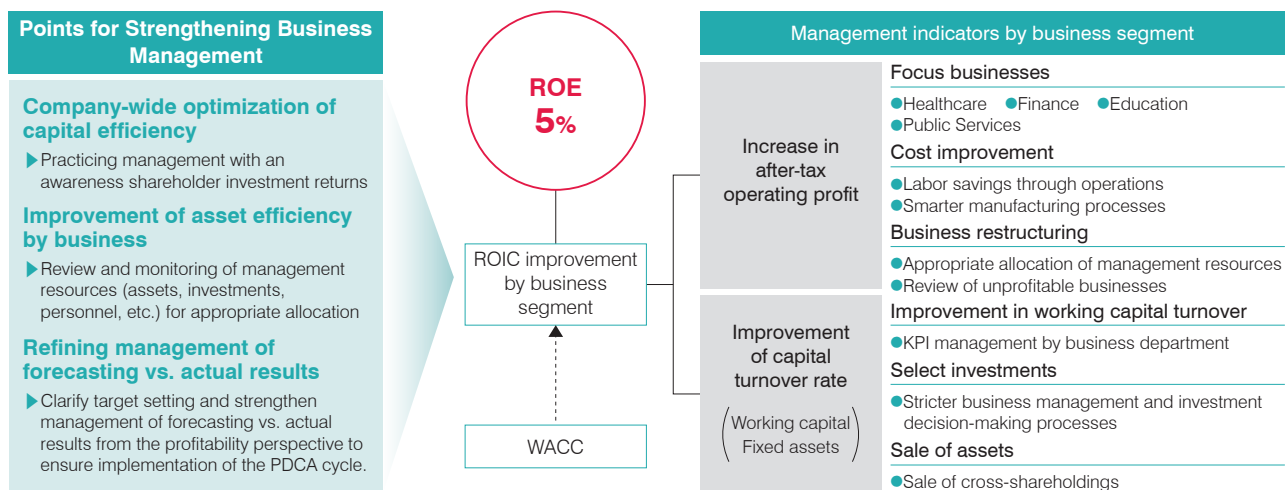 Points for Strengthening Business
Management
Company-wide optimization of
capital efficiency
▶Practicing management with an
awareness shareholder investment returns
Improvement of asset efficiency
by business
▶Review and monitoring of management
resources (assets, investments,
personnel, etc.) for appropriate allocation
Refining management of
forecasting vs. actual results
▶Clarify target setting and strengthen
management of forecasting vs. actual
results from the profitability perspective to
ensure implementation of the PDCA cycle.
ROE
5%
ROIC improvement
by business
segment
WACC
Management indicators by business segment
Increase in
after-tax
operating profit
Focus businesses
●Healthcare ●Finance ●Education
●Public Services
Cost improvement
●Labor savings through operations
●Smarter manufacturing processes
Business restructuring
●Appropriate allocation of management resources
●Review of unprofitable businesses
Improvement
of capital
turnover rate
(Working capital
Fixed assets)
Improvement in working capital turnover
●KPI management by business department
Select investments
●Stricter business management and investment
decision-making processes
Sale of assets
●Sale of cross-shareholdings